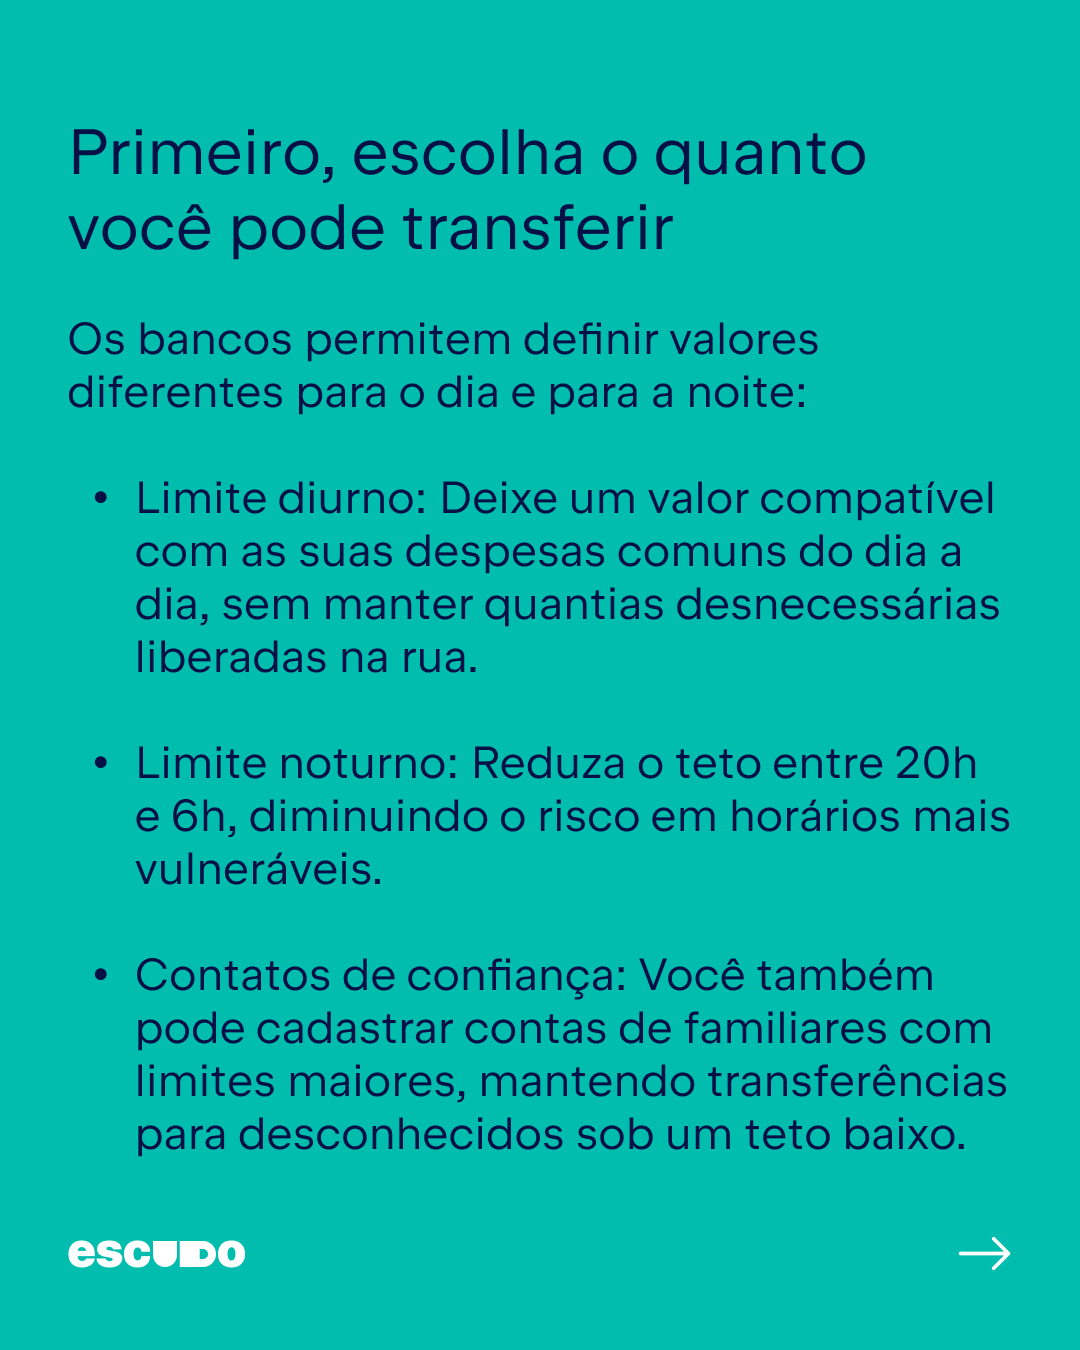 Primeiro, escolha o quanto
você pode transferir
Os bancos permitem definir valores
diferentes para o dia e para a noite:
• Limite diurno: Deixe um valor compatível
com as suas despesas comuns do dia a
dia, sem manter quantias desnecessárias
liberadas na rua.
• Limite noturno: Reduza o teto entre 20h
e 6h, diminuindo o risco em horários mais
vulneráveis.
• Contatos de confiança: Você também
pode cadastrar contas de familiares com
limites maiores, mantendo transferências
para desconhecidos sob um teto baixo.
escudo